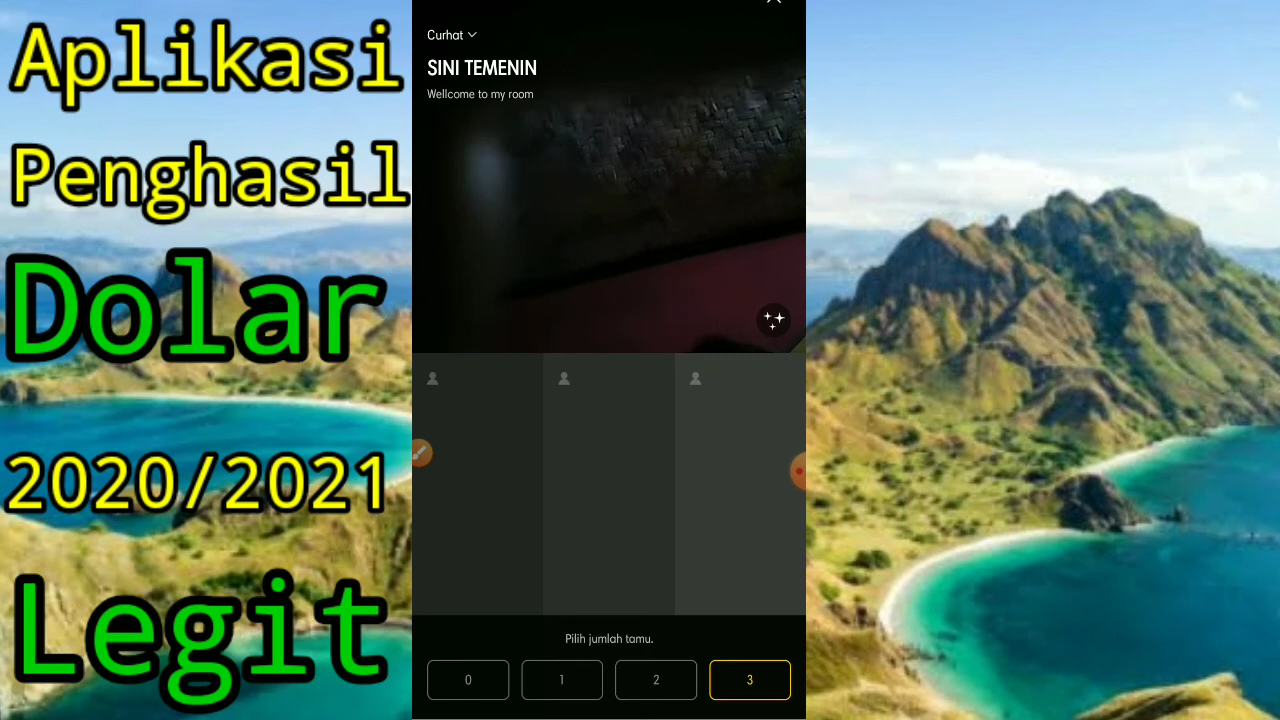 Aplikasi
Penghasil
Dolar
2020/2021
Legit
Curhat
SINI TEMENIN
Wellcome to my room
Pilih jumlah tamu.
0 1 2 3